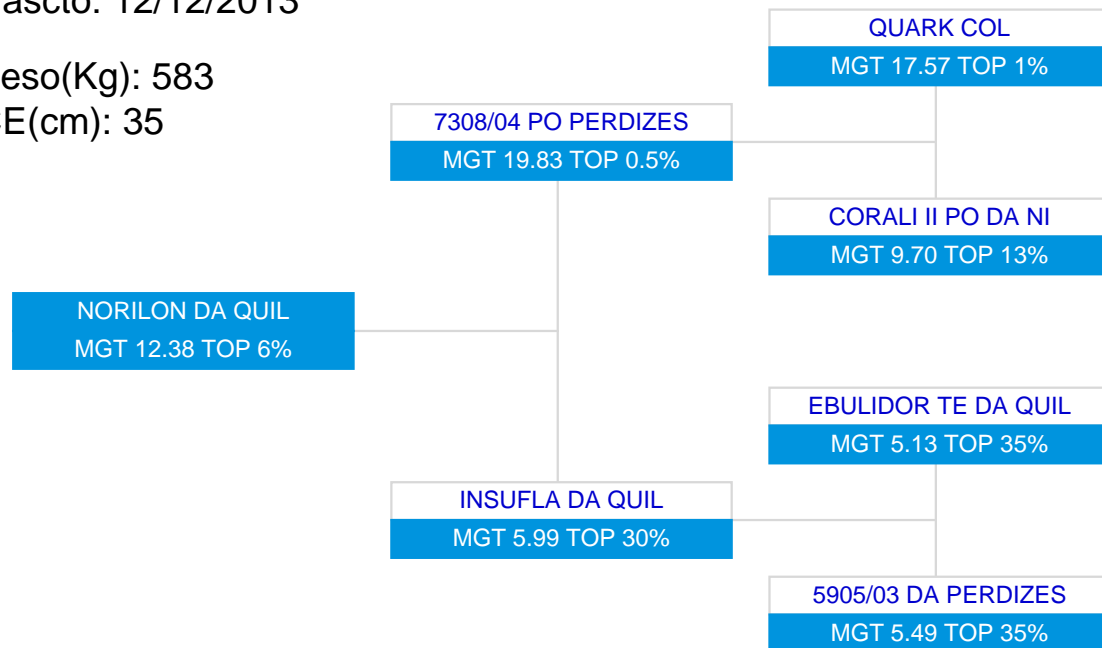 ascto: 12/12/2013
eso(Kg): 583
E(cm): 35
QUARK COL
MGT 17.57 TOP 1%
7308/04 PO PERDIZES
MGT 19.83 TOP 0.5%
CORALI II PO DA NI
MGT 9.70 TOP 13%
NORILON DA QUIL
MGT 12.38 TOP 6%
EBULIDOR TE DA QUIL
MGT 5.13 TOP 35%
INSUFLA DA QUIL
MGT 5.99 TOP 30%
5905/03 DA PERDIZES
MGT 5.49 TOP 35%